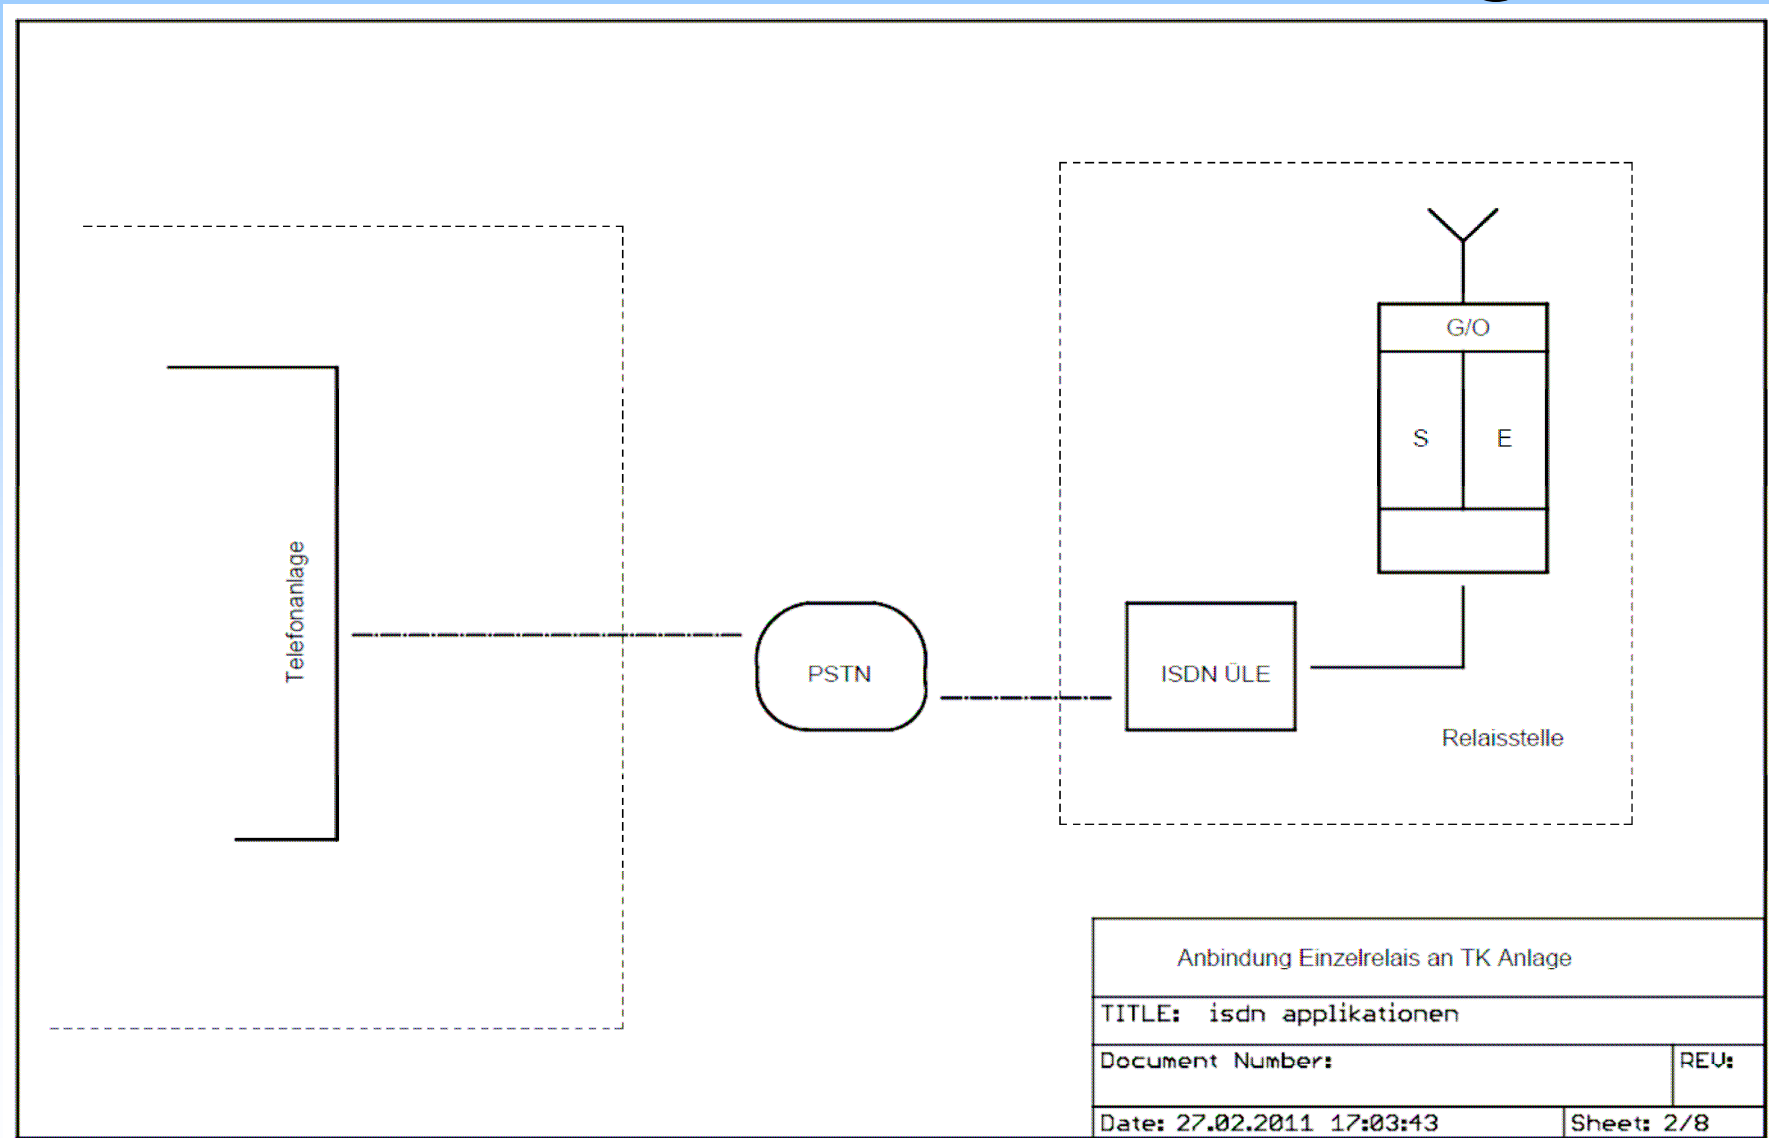 G/O
S E
Telefonanlage
PSTN
ISDN ÜLE
Relaisstelle
Anbindung Einzelrelais an TK Anlage
TITLE: isdn applikationen
Document Number:
REV:
Date: 27.02.2011 17:03:43
Sheet: 2/8